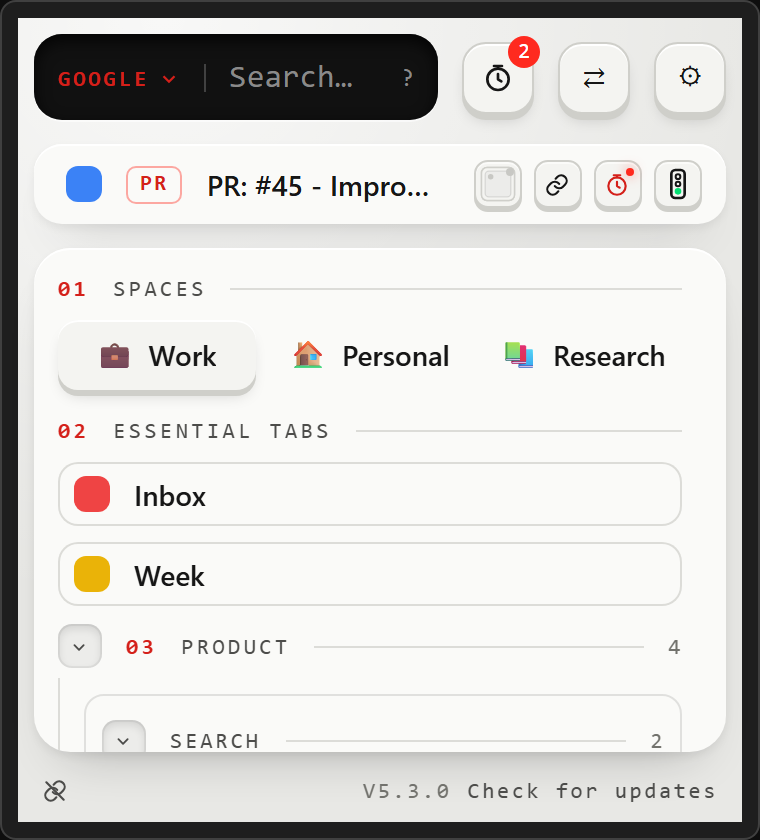 GOOGLE Search… ?
2
PR PR: #45 - Impro…
01 SPACES
Work Personal Research
02 ESSENTIAL TABS
Inbox
Week
03 PRODUCT 4
SEARCH 2
V5.3.0 Check for updates